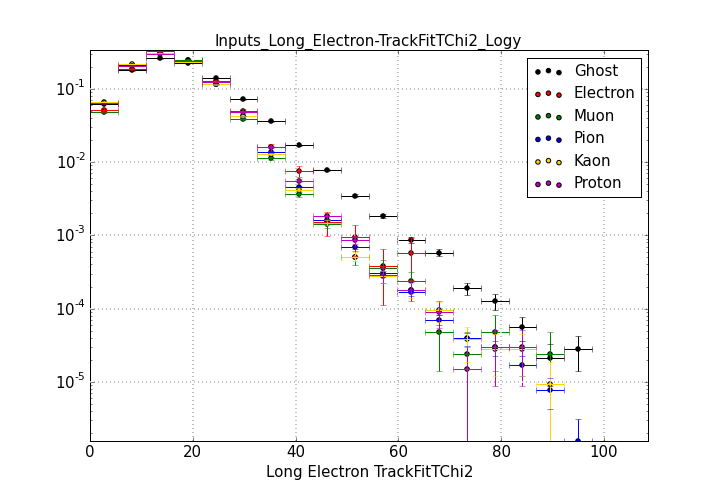 Inputs_Long_Electron-TrackFitTChi2_Logy
10^-1
10^-2
10^-3
10^-4
10^-5
Ghost
Electron
Muon
Pion
Kaon
Proton
0 20 40 60 80 100
Long Electron TrackFitTChi2